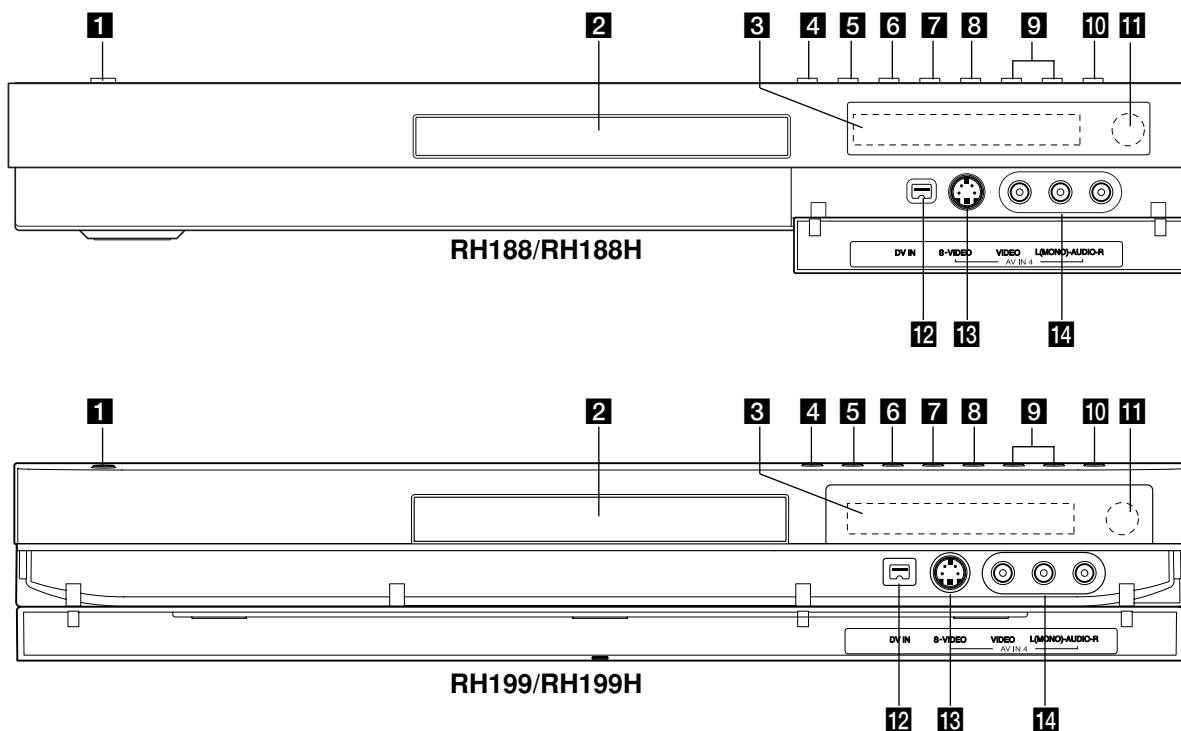 1 2 3 4 5 6 7 8 9 10 11
RH188/RH188H
DV IN S-VIDEO VIDEO L(MONO)-AUDIO-R
AV IN 4
12 13 14
1 2 3 4 5 6 7 8 9 10 11
DV IN S-VIDEO VIDEO L(MONO)-AUDIO-R
AV IN 4
RH199/RH199H
12 13 14